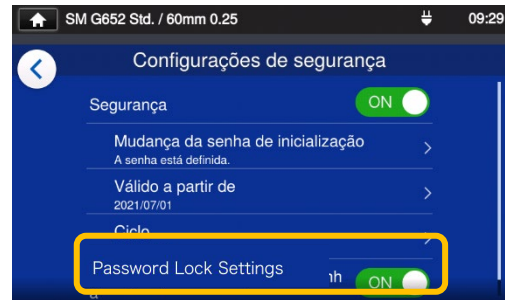 SM G652 Std. / 60mm 0.25 09:29
Configurações de segurança
Segurança ON
Mudança da senha de inicialização
A senha está definida.
Válido a partir de
2021/07/01
Ciclo
Password Lock Settings
nh ON
a